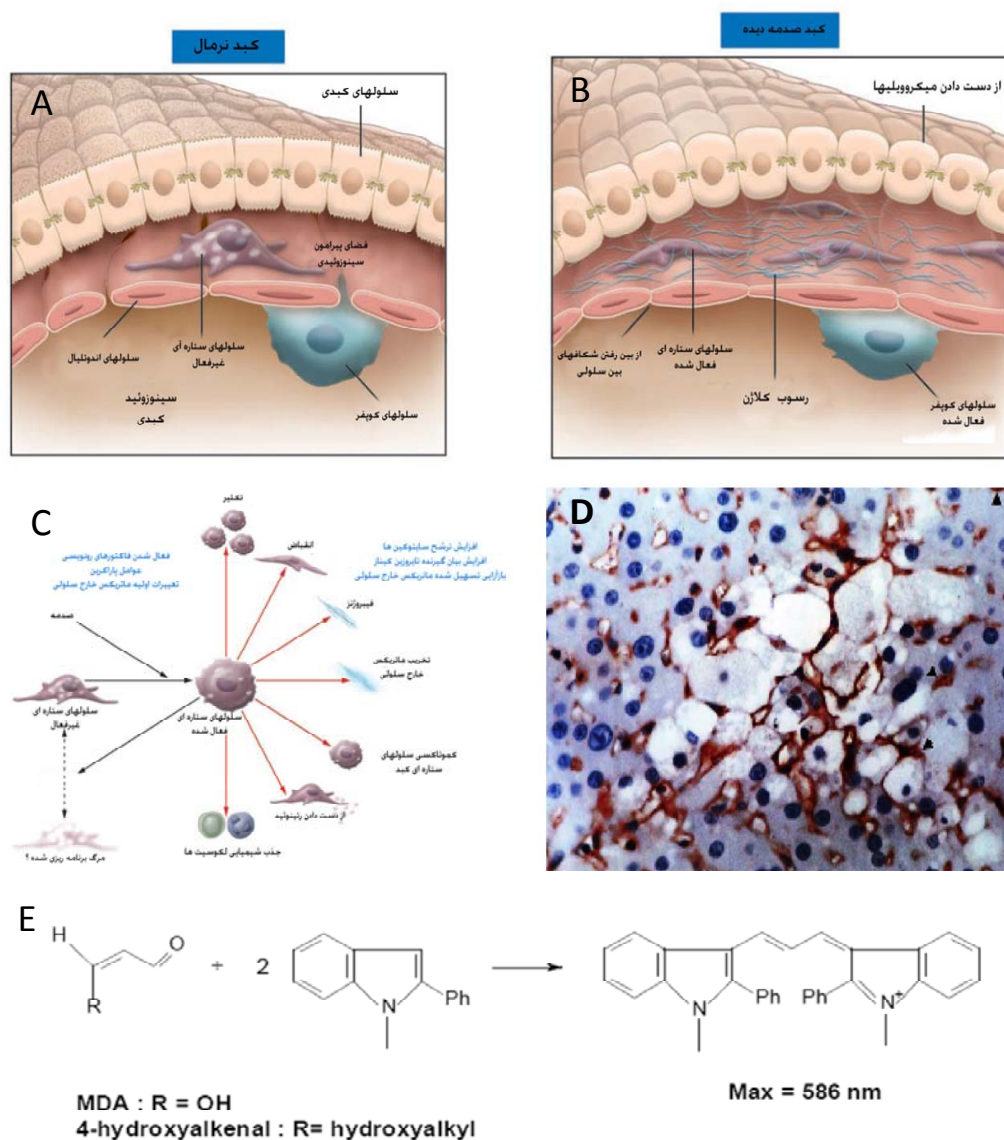 کبد نرمال
کبد صدمه دیده
A
سلولهای کبدی
فضای پیرامون
سینوزوئیدی
سلولهای اندوتلیال
سلولهای ستاره آی
غیرفعال
سینوزوئید
کبدی
سلولهای کوپفر
B
از دست دادن میکروویلیها
از بین رفتن شکافهای
بین سلولی
سلولهای ستاره ای
فعال شده
رسوب کلاژن
سلولهای کوپفر
فعال شده
C
فعال شدن فاکتورهای رونویسی
عوامل پاراکرین
تغییرات اولیه ماتریکس خارج سلولی
تکثیر
انقباض
افزایش ترشح سایتوکین ها
افزایش بیان گیرنده تایروزین کیناز
بازآرایی تسهیل شده ماتریکس خارج سلولی
صدمه
فیبروژنز
تخریب ماتریکس
خارج سلولی
سلولهای ستاره ای
غیرفعال
سلولهای ستاره ای
فعال شده
کموتاکسی سلولهای
ستاره ای کبد
از دست دادن رتینوئید
مرگ برنامه ریزی شده ؟
جذب شیمیایی لکوسیت ها
D
E
H
O
R
+ 2
N
Ph
N
Ph
Ph
N+
MDA : R = OH
4-hydroxyalkenal : R= hydroxyalkyl
Max = 586 nm